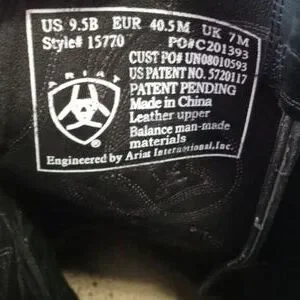 US 9.5B EUR 40.5M UK 7M
Style# 15770 PO#C201393
CUST PO# UN08010593
US PATENT NO. 5720117
PATENT PENDING
Made in China
Leather upper
Balance man-made
materials
ARIAT
Engineered by Ariat International, Inc.